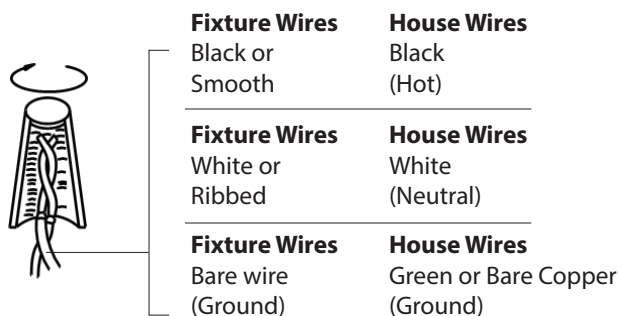 Fixture Wires House Wires
Black or Black
Smooth (Hot)
Fixture Wires House Wires
White or White
Ribbed (Neutral)
Fixture Wires House Wires
Bare wire Green or Bare Copper
(Ground) (Ground)